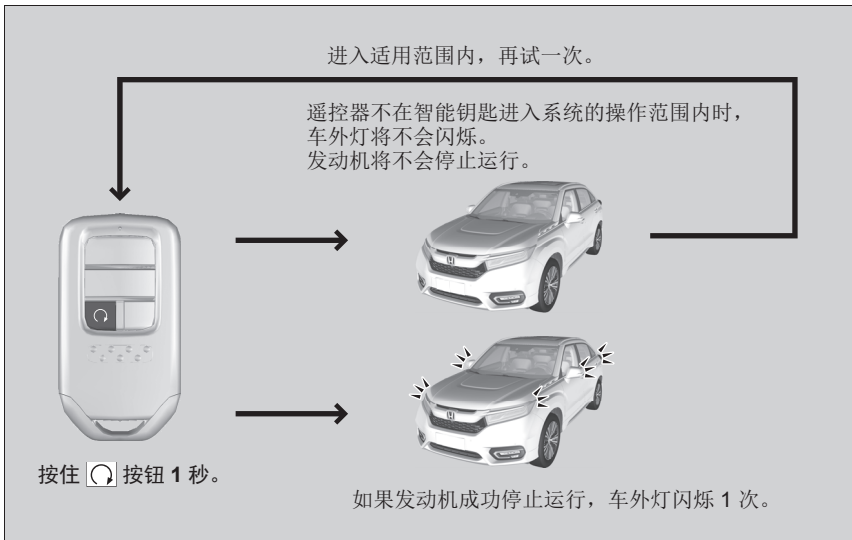 进入适用范围内，再试一次。
遥控器不在智能钥匙进入系统的操作范围内时，
车外灯将不会闪烁。
发动机将不会停止运行。
按住 按钮 1 秒。
如果发动机成功停止运行，车外灯闪烁 1 次。